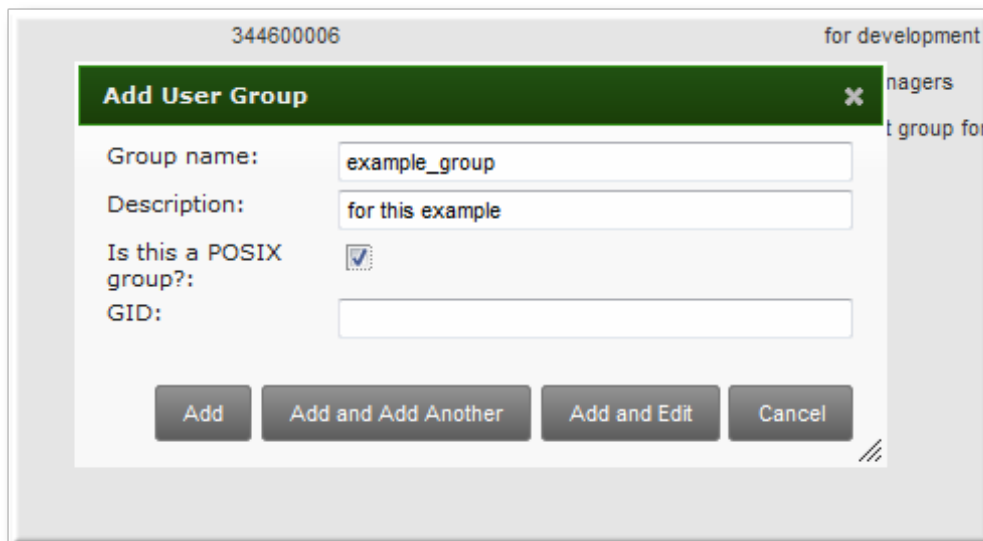 344600006 for development
Add User Group
nagers
Group name: example_group
t group for
Description: for this example
Is this a POSIX
group?:
GID:
Add Add and Add Another Add and Edit Cancel